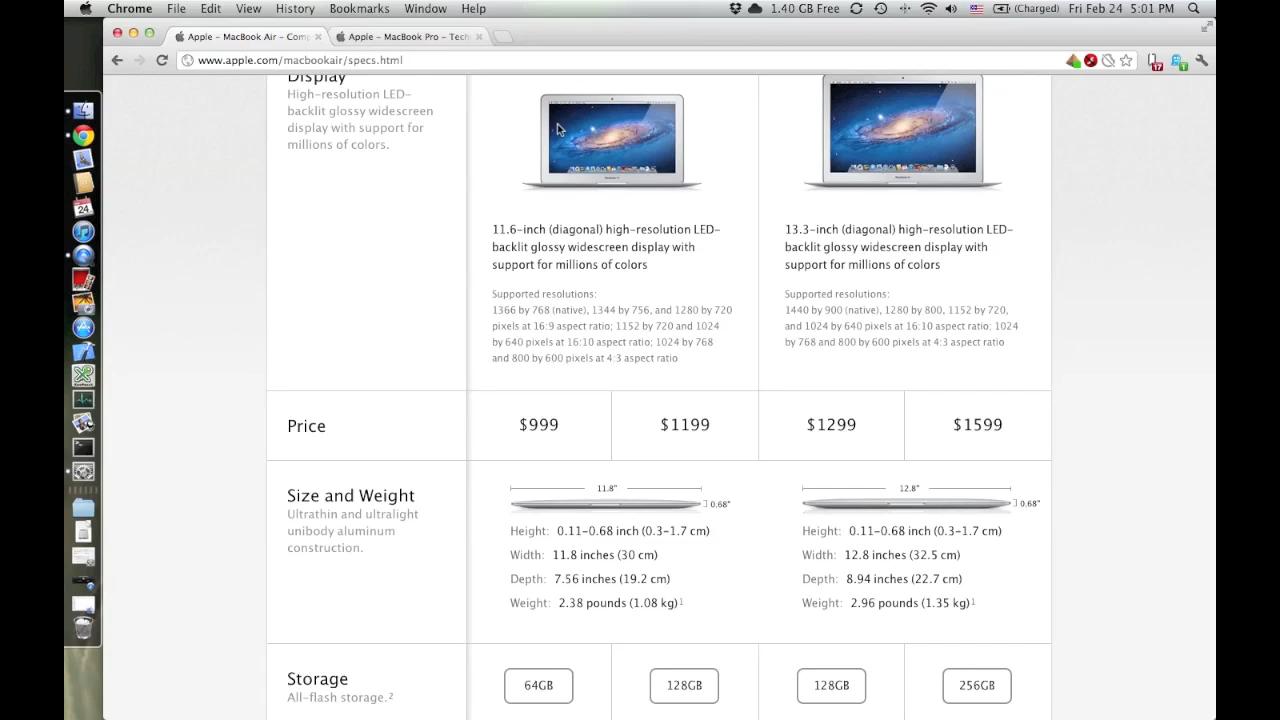 Chrome File Edit View History Bookmarks Window Help 1.40 GB Free (Charged) Fri Feb 24 5:01 PM
Apple – MacBook Air – Comp Apple – MacBook Pro – Tech
www.apple.com/macbookair/specs.html
17 1
24
Display
High-resolution LED-
backlit glossy widescreen
display with support for
millions of colors.
11.6-inch (diagonal) high-resolution LED-
backlit glossy widescreen display with
support for millions of colors
Supported resolutions:
1366 by 768 (native), 1344 by 756, and 1280 by 720
pixels at 16:9 aspect ratio; 1152 by 720 and 1024
by 640 pixels at 16:10 aspect ratio; 1024 by 768
and 800 by 600 pixels at 4:3 aspect ratio
13.3-inch (diagonal) high-resolution LED-
backlit glossy widescreen display with
support for millions of colors
Supported resolutions:
1440 by 900 (native), 1280 by 800, 1152 by 720,
and 1024 by 640 pixels at 16:10 aspect ratio; 1024
by 768 and 800 by 600 pixels at 4:3 aspect ratio
Price $999 $1199 $1299 $1599
Size and Weight
Ultrathin and ultralight
unibody aluminum
construction.
11.8"
0.68"
Height: 0.11–0.68 inch (0.3–1.7 cm)
Width: 11.8 inches (30 cm)
Depth: 7.56 inches (19.2 cm)
Weight: 2.38 pounds (1.08 kg)1
12.8"
0.68"
Height: 0.11–0.68 inch (0.3–1.7 cm)
Width: 12.8 inches (32.5 cm)
Depth: 8.94 inches (22.7 cm)
Weight: 2.96 pounds (1.35 kg)1
Storage
All-flash storage.2
64GB 128GB 128GB 256GB